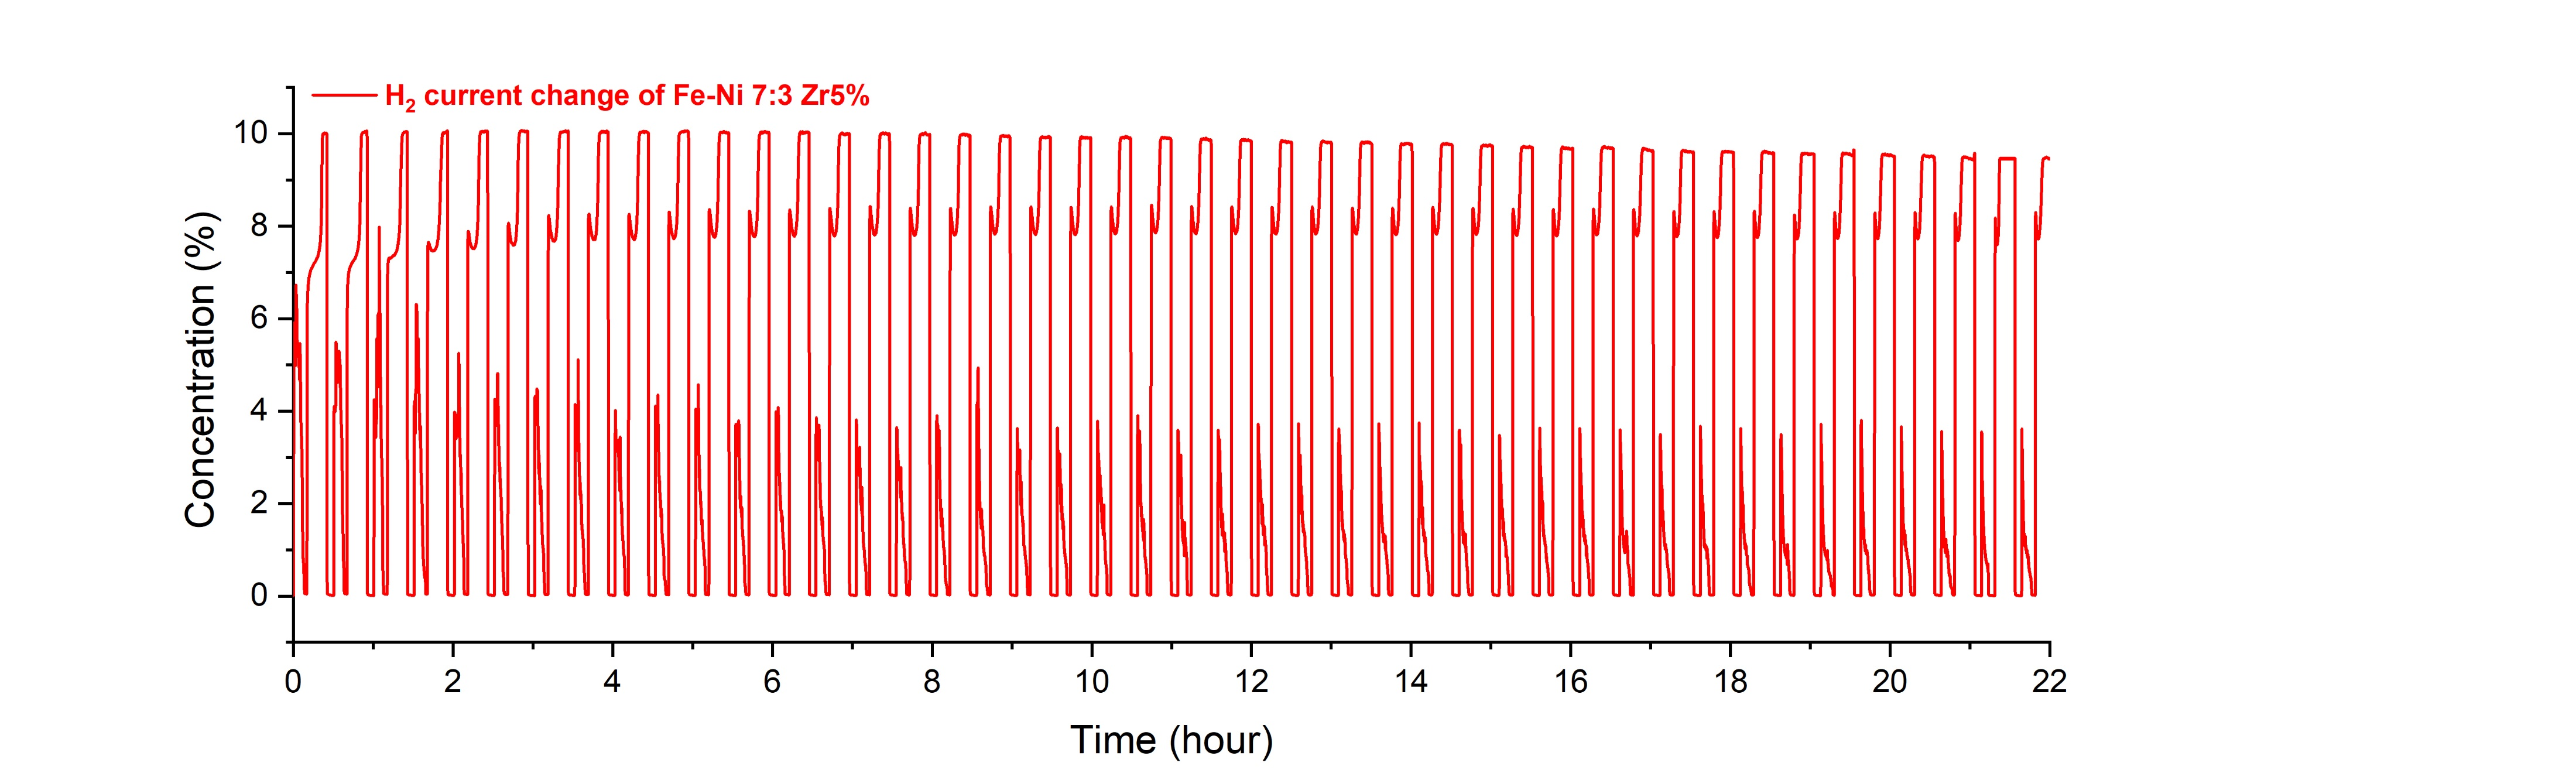 H₂ current change of Fe-Ni 7:3 Zr5%
Concentration (%)
10
8
6
4
2
0
0 2 4 6 8 10 12 14 16 18 20 22
Time (hour)